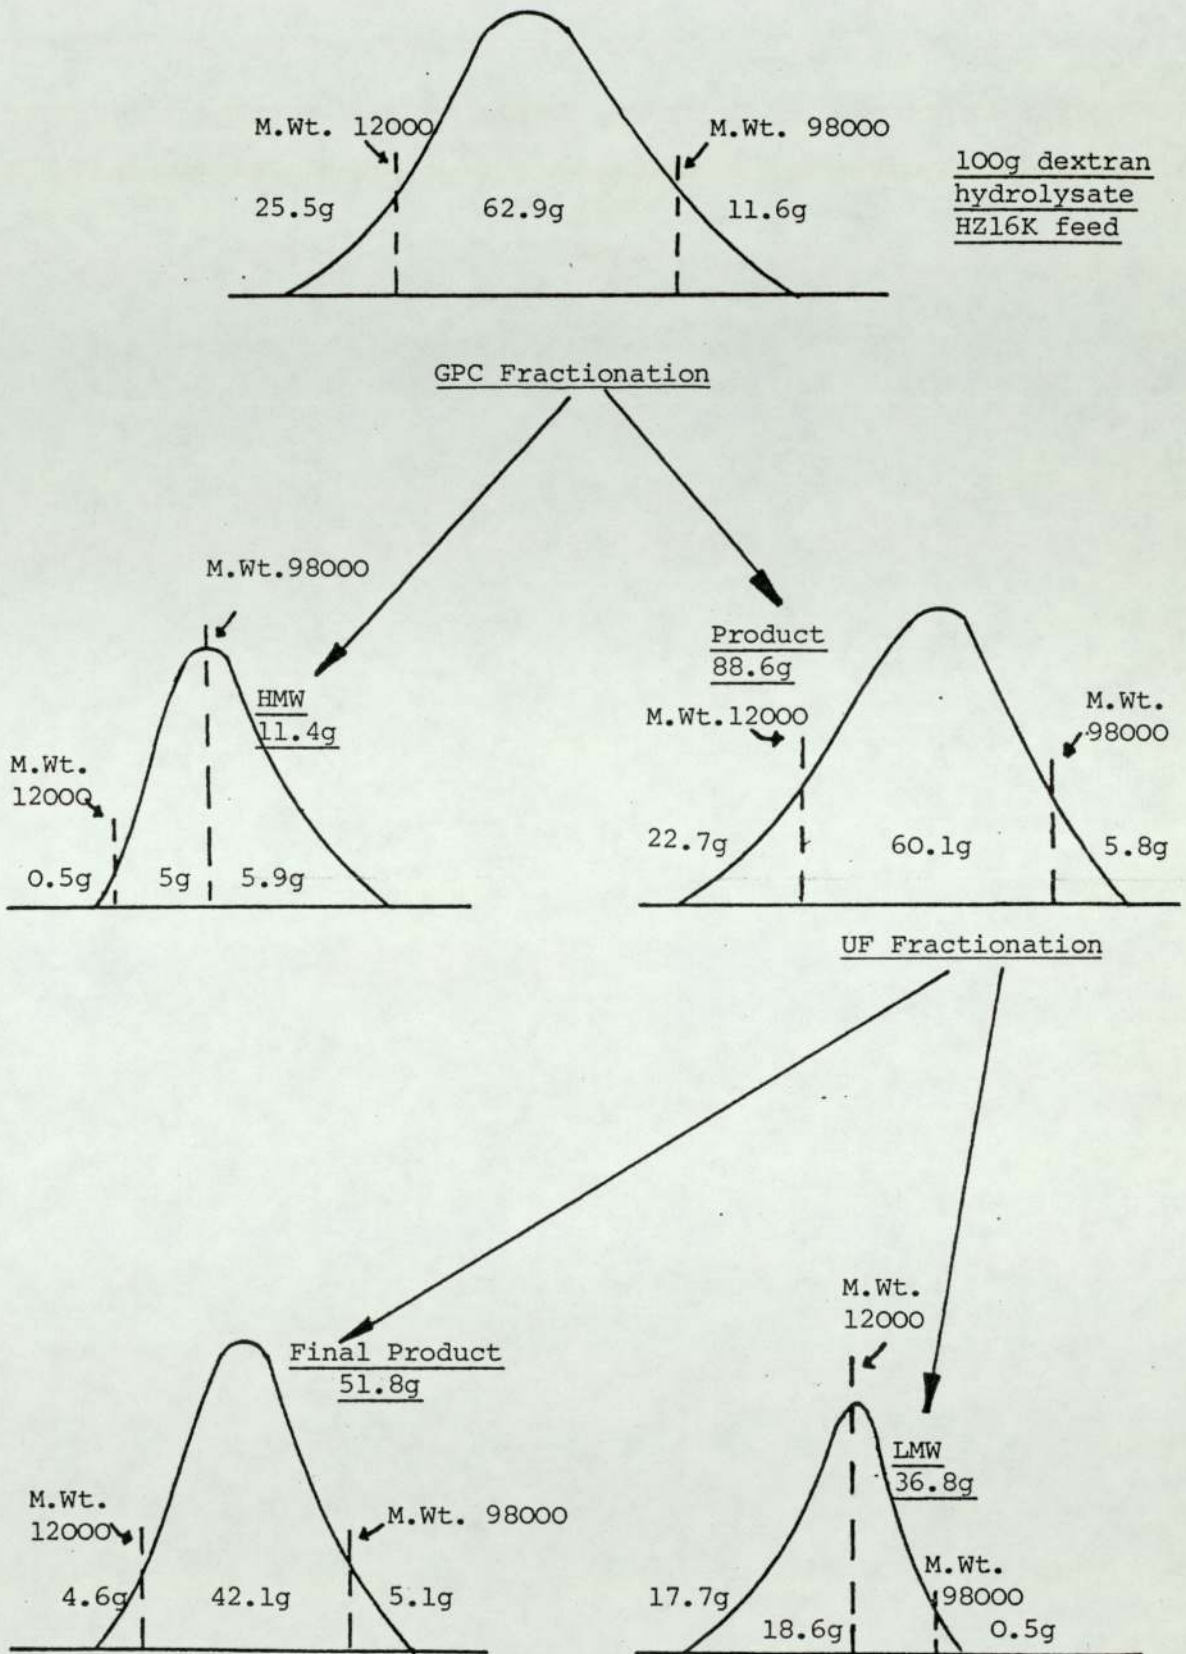 M.Wt. 12000
M.Wt. 98000
100g dextran
hydrolysate
HZ16K feed
25.5g
62.9g
11.6g
GPC Fractionation
M.Wt.98000
HMW
11.4g
M.Wt.
12000
0.5g
5g
5.9g
Product
88.6g
M.Wt.12000
M.Wt.
98000
22.7g
60.1g
5.8g
UF Fractionation
Final Product
51.8g
M.Wt.
12000
M.Wt. 98000
4.6g
42.1g
5.1g
M.Wt.
12000
LMW
36.8g
M.Wt.
98000
17.7g
18.6g
0.5g